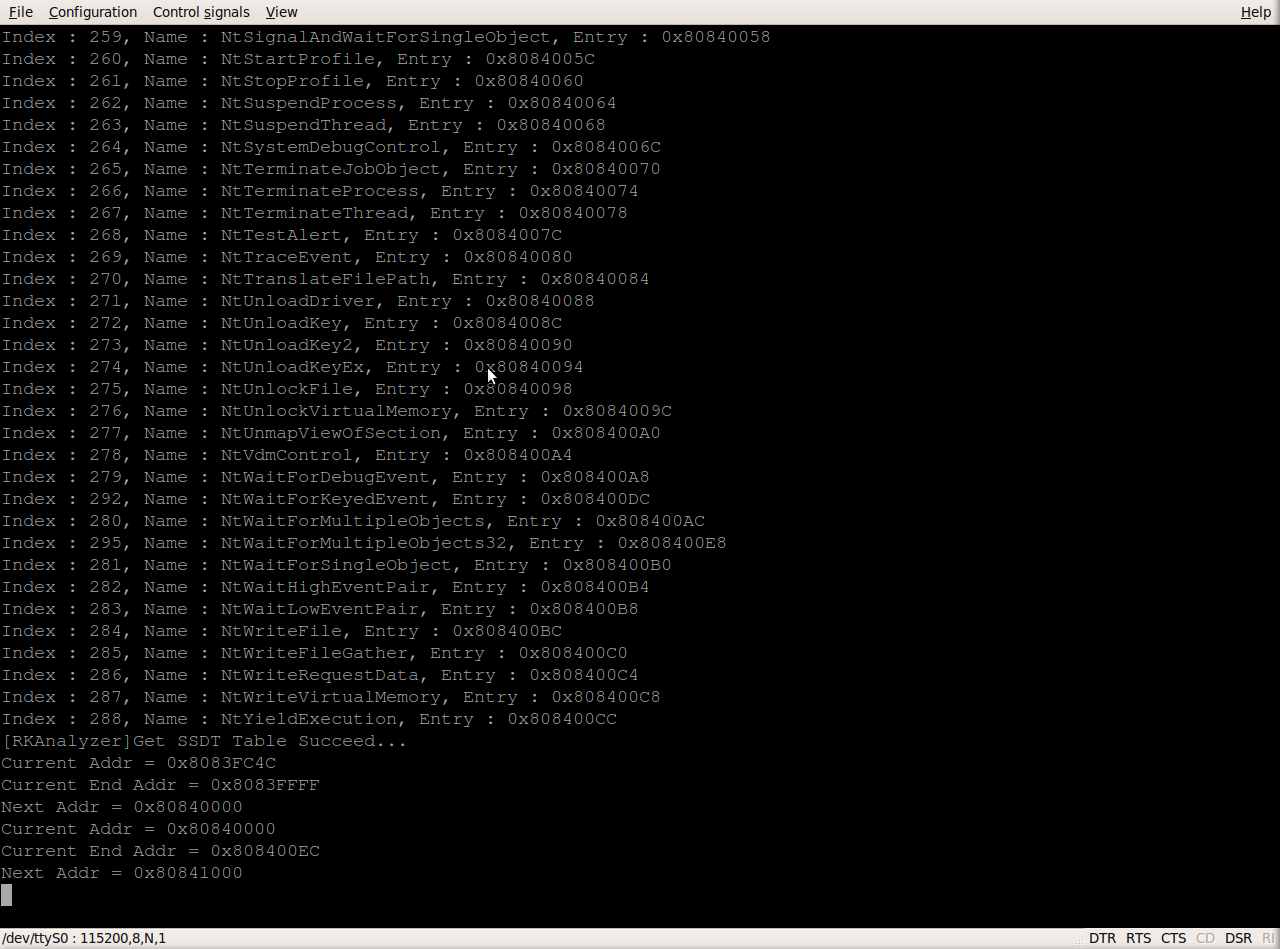 File Configuration Control signals View Help
Index : 259, Name : NtSignalAndWaitForSingleObject, Entry : 0x80840058
Index : 260, Name : NtStartProfile, Entry : 0x8084005C
Index : 261, Name : NtStopProfile, Entry : 0x80840060
Index : 262, Name : NtSuspendProcess, Entry : 0x80840064
Index : 263, Name : NtSuspendThread, Entry : 0x80840068
Index : 264, Name : NtSystemDebugControl, Entry : 0x8084006C
Index : 265, Name : NtTerminateJobObject, Entry : 0x80840070
Index : 266, Name : NtTerminateProcess, Entry : 0x80840074
Index : 267, Name : NtTerminateThread, Entry : 0x80840078
Index : 268, Name : NtTestAlert, Entry : 0x8084007C
Index : 269, Name : NtTraceEvent, Entry : 0x80840080
Index : 270, Name : NtTranslateFilePath, Entry : 0x80840084
Index : 271, Name : NtUnloadDriver, Entry : 0x80840088
Index : 272, Name : NtUnloadKey, Entry : 0x8084008C
Index : 273, Name : NtUnloadKey2, Entry : 0x80840090
Index : 274, Name : NtUnloadKeyEx, Entry : 0x80840094
Index : 275, Name : NtUnlockFile, Entry : 0x80840098
Index : 276, Name : NtUnlockVirtualMemory, Entry : 0x8084009C
Index : 277, Name : NtUnmapViewOfSection, Entry : 0x808400A0
Index : 278, Name : NtVdmControl, Entry : 0x808400A4
Index : 279, Name : NtWaitForDebugEvent, Entry : 0x808400A8
Index : 292, Name : NtWaitForKeyedEvent, Entry : 0x808400DC
Index : 280, Name : NtWaitForMultipleObjects, Entry : 0x808400AC
Index : 295, Name : NtWaitForMultipleObjects32, Entry : 0x808400E8
Index : 281, Name : NtWaitForSingleObject, Entry : 0x808400B0
Index : 282, Name : NtWaitHighEventPair, Entry : 0x808400B4
Index : 283, Name : NtWaitLowEventPair, Entry : 0x808400B8
Index : 284, Name : NtWriteFile, Entry : 0x808400BC
Index : 285, Name : NtWriteFileGather, Entry : 0x808400C0
Index : 286, Name : NtWriteRequestData, Entry : 0x808400C4
Index : 287, Name : NtWriteVirtualMemory, Entry : 0x808400C8
Index : 288, Name : NtYieldExecution, Entry : 0x808400CC
[RKAnalyzer]Get SSDT Table Succeed...
Current Addr = 0x8083FC4C
Current End Addr = 0x8083FFFF
Next Addr = 0x80840000
Current Addr = 0x80840000
Current End Addr = 0x808400EC
Next Addr = 0x80841000
/dev/ttyS0 : 115200,8,N,1 DTR RTS CTS CD DSR RI